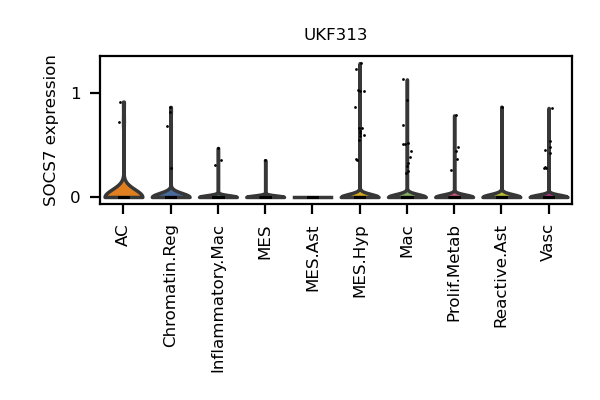 UKF313
SOCS7 expression
1
0
AC
Chromatin.Reg
Inflammatory.Mac
MES
MES.Ast
MES.Hyp
Mac
Prolif.Metab
Reactive.Ast
Vasc